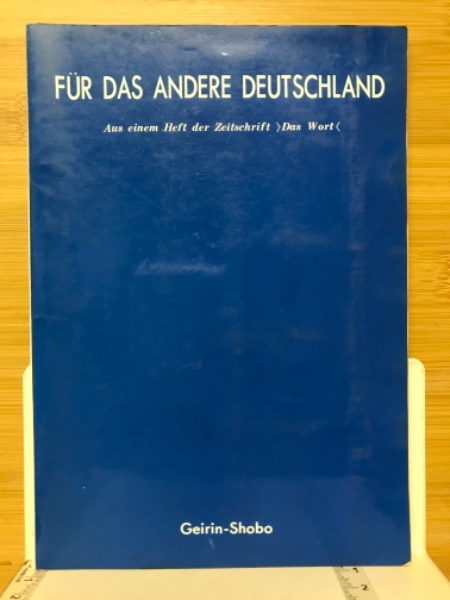 FÜR DAS ANDERE DEUTSCHLAND
Aus einem Heft der Zeitschrift 〉Das Wort〈
Geirin-Shobo